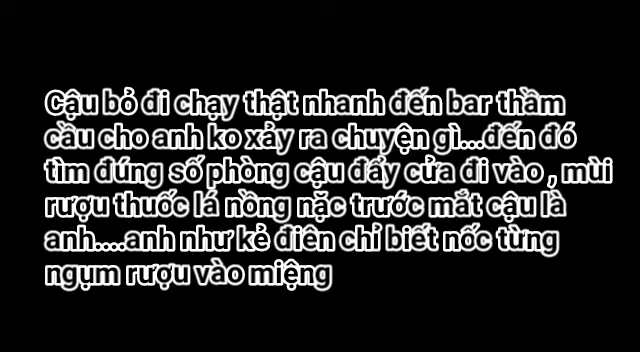 Cậu bỏ đi chạy thật nhanh đến bar thầm
cầu cho anh ko xảy ra chuyện gì...đến đó
tìm đúng số phòng cậu đẩy cửa đi vào , mùi
rượu thuốc lá nồng nặc trước mắt cậu là
anh....anh như kẻ điên chỉ biết nốc từng
ngụm rượu vào miệng